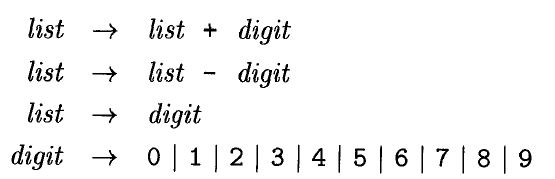 list → list + digit
list → list - digit
list → digit
digit → 0 | 1 | 2 | 3 | 4 | 5 | 6 | 7 | 8 | 9